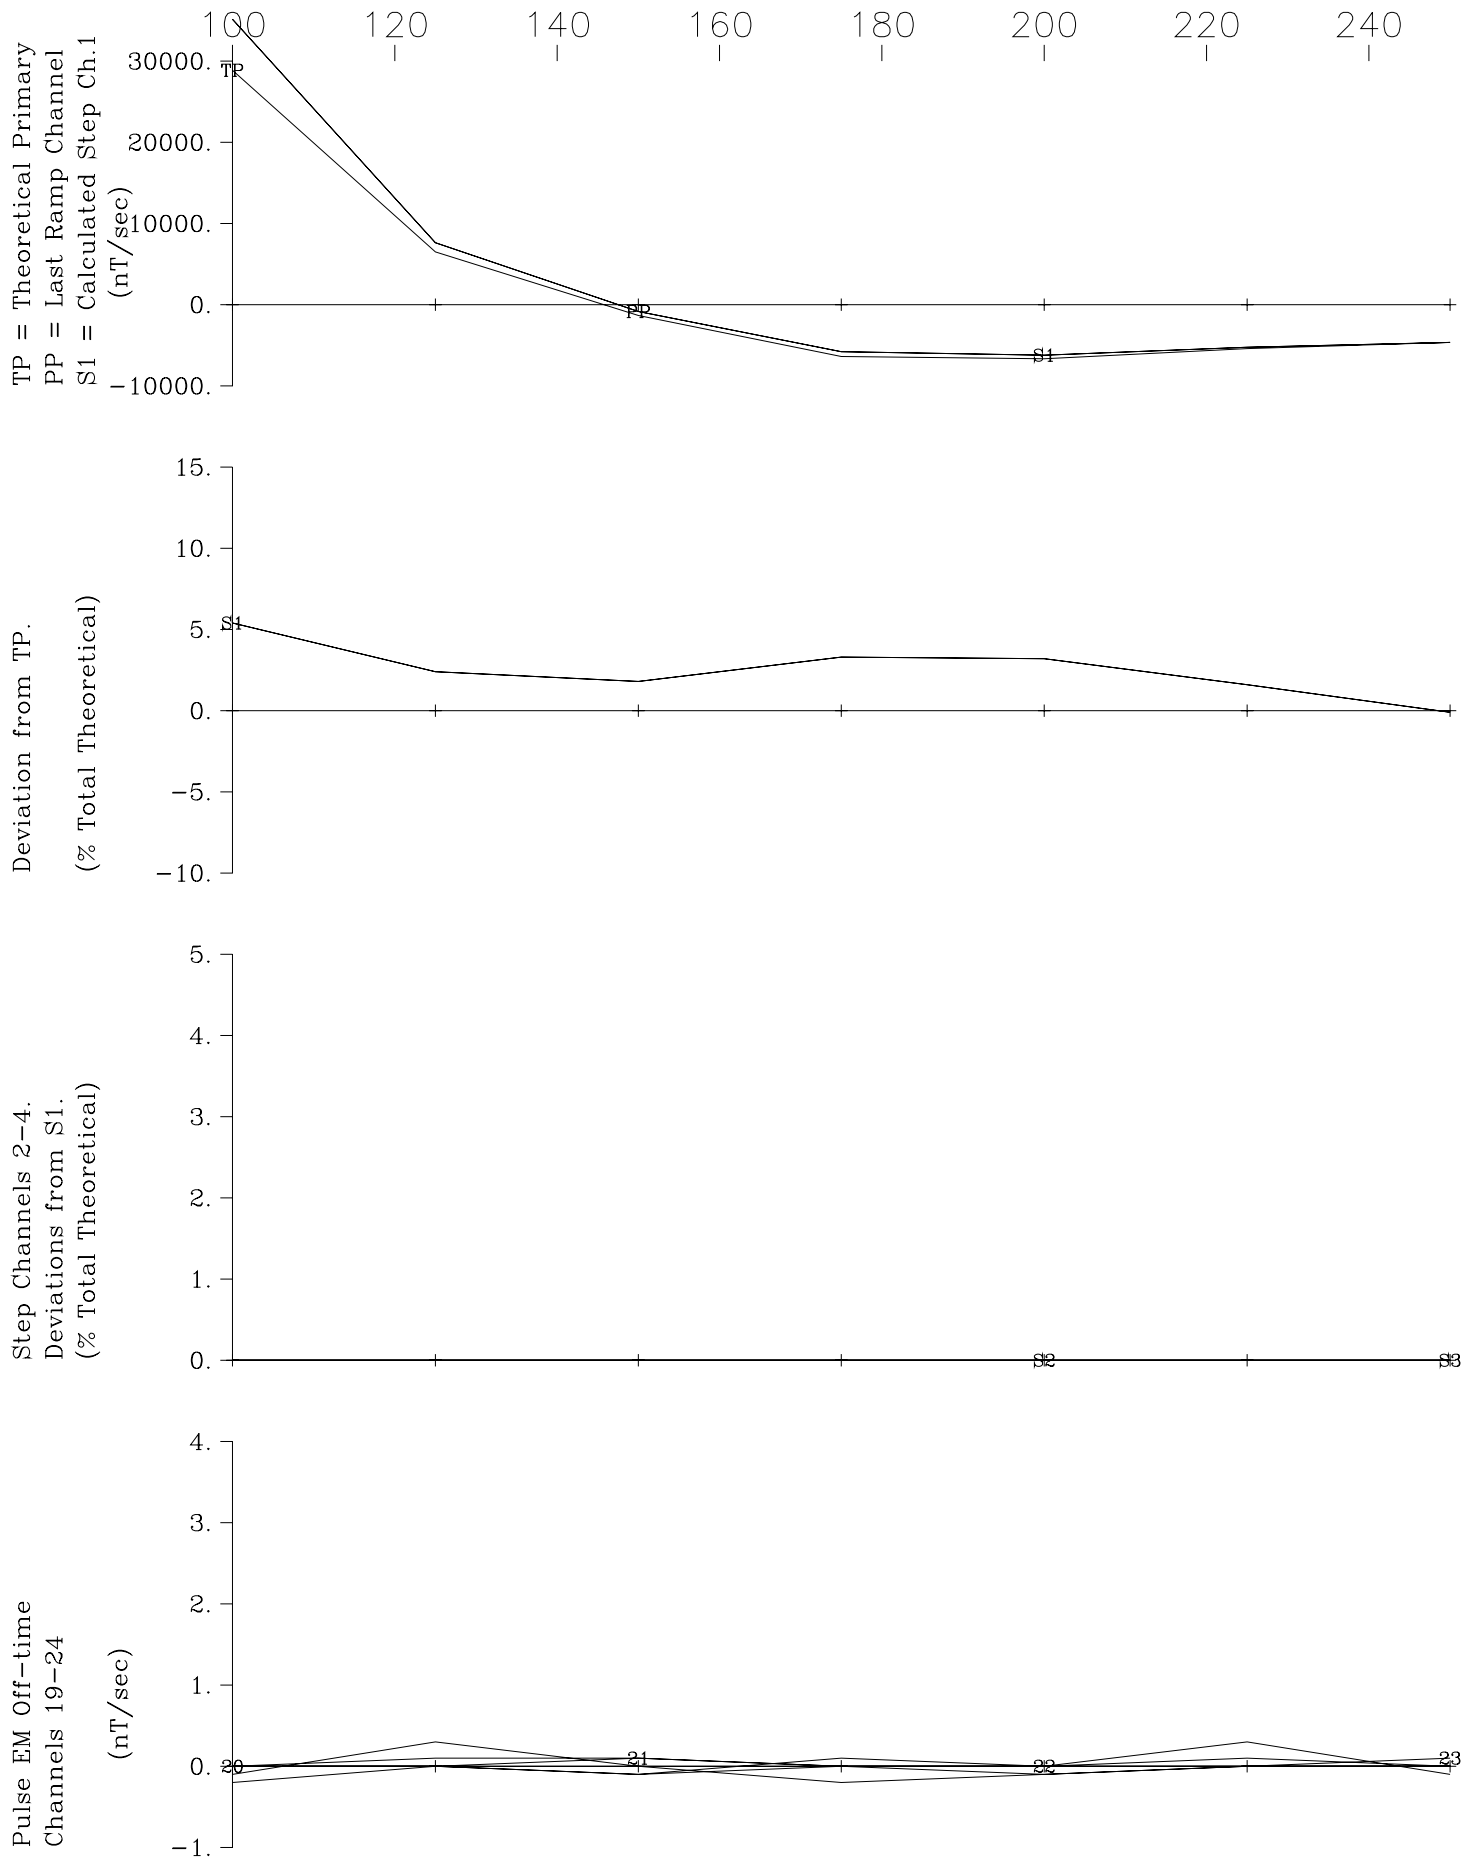 100 120 140 160 180 200 220 240
TP = Theoretical Primary
PP = Last Ramp Channel
S1 = Calculated Step Ch.1
(nT/sec)
30000.
20000.
10000.
0.
-10000.
TP
PP
S1
Deviation from TP.
(% Total Theoretical)
15.
10.
5.
0.
-5.
-10.
S1
Step Channels 2-4.
Deviations from S1.
(% Total Theoretical)
5.
4.
3.
2.
1.
0.
S2
S3
Pulse EM Off-time
Channels 19-24
(nT/sec)
4.
3.
2.
1.
0.
-1.
20
21
22
23